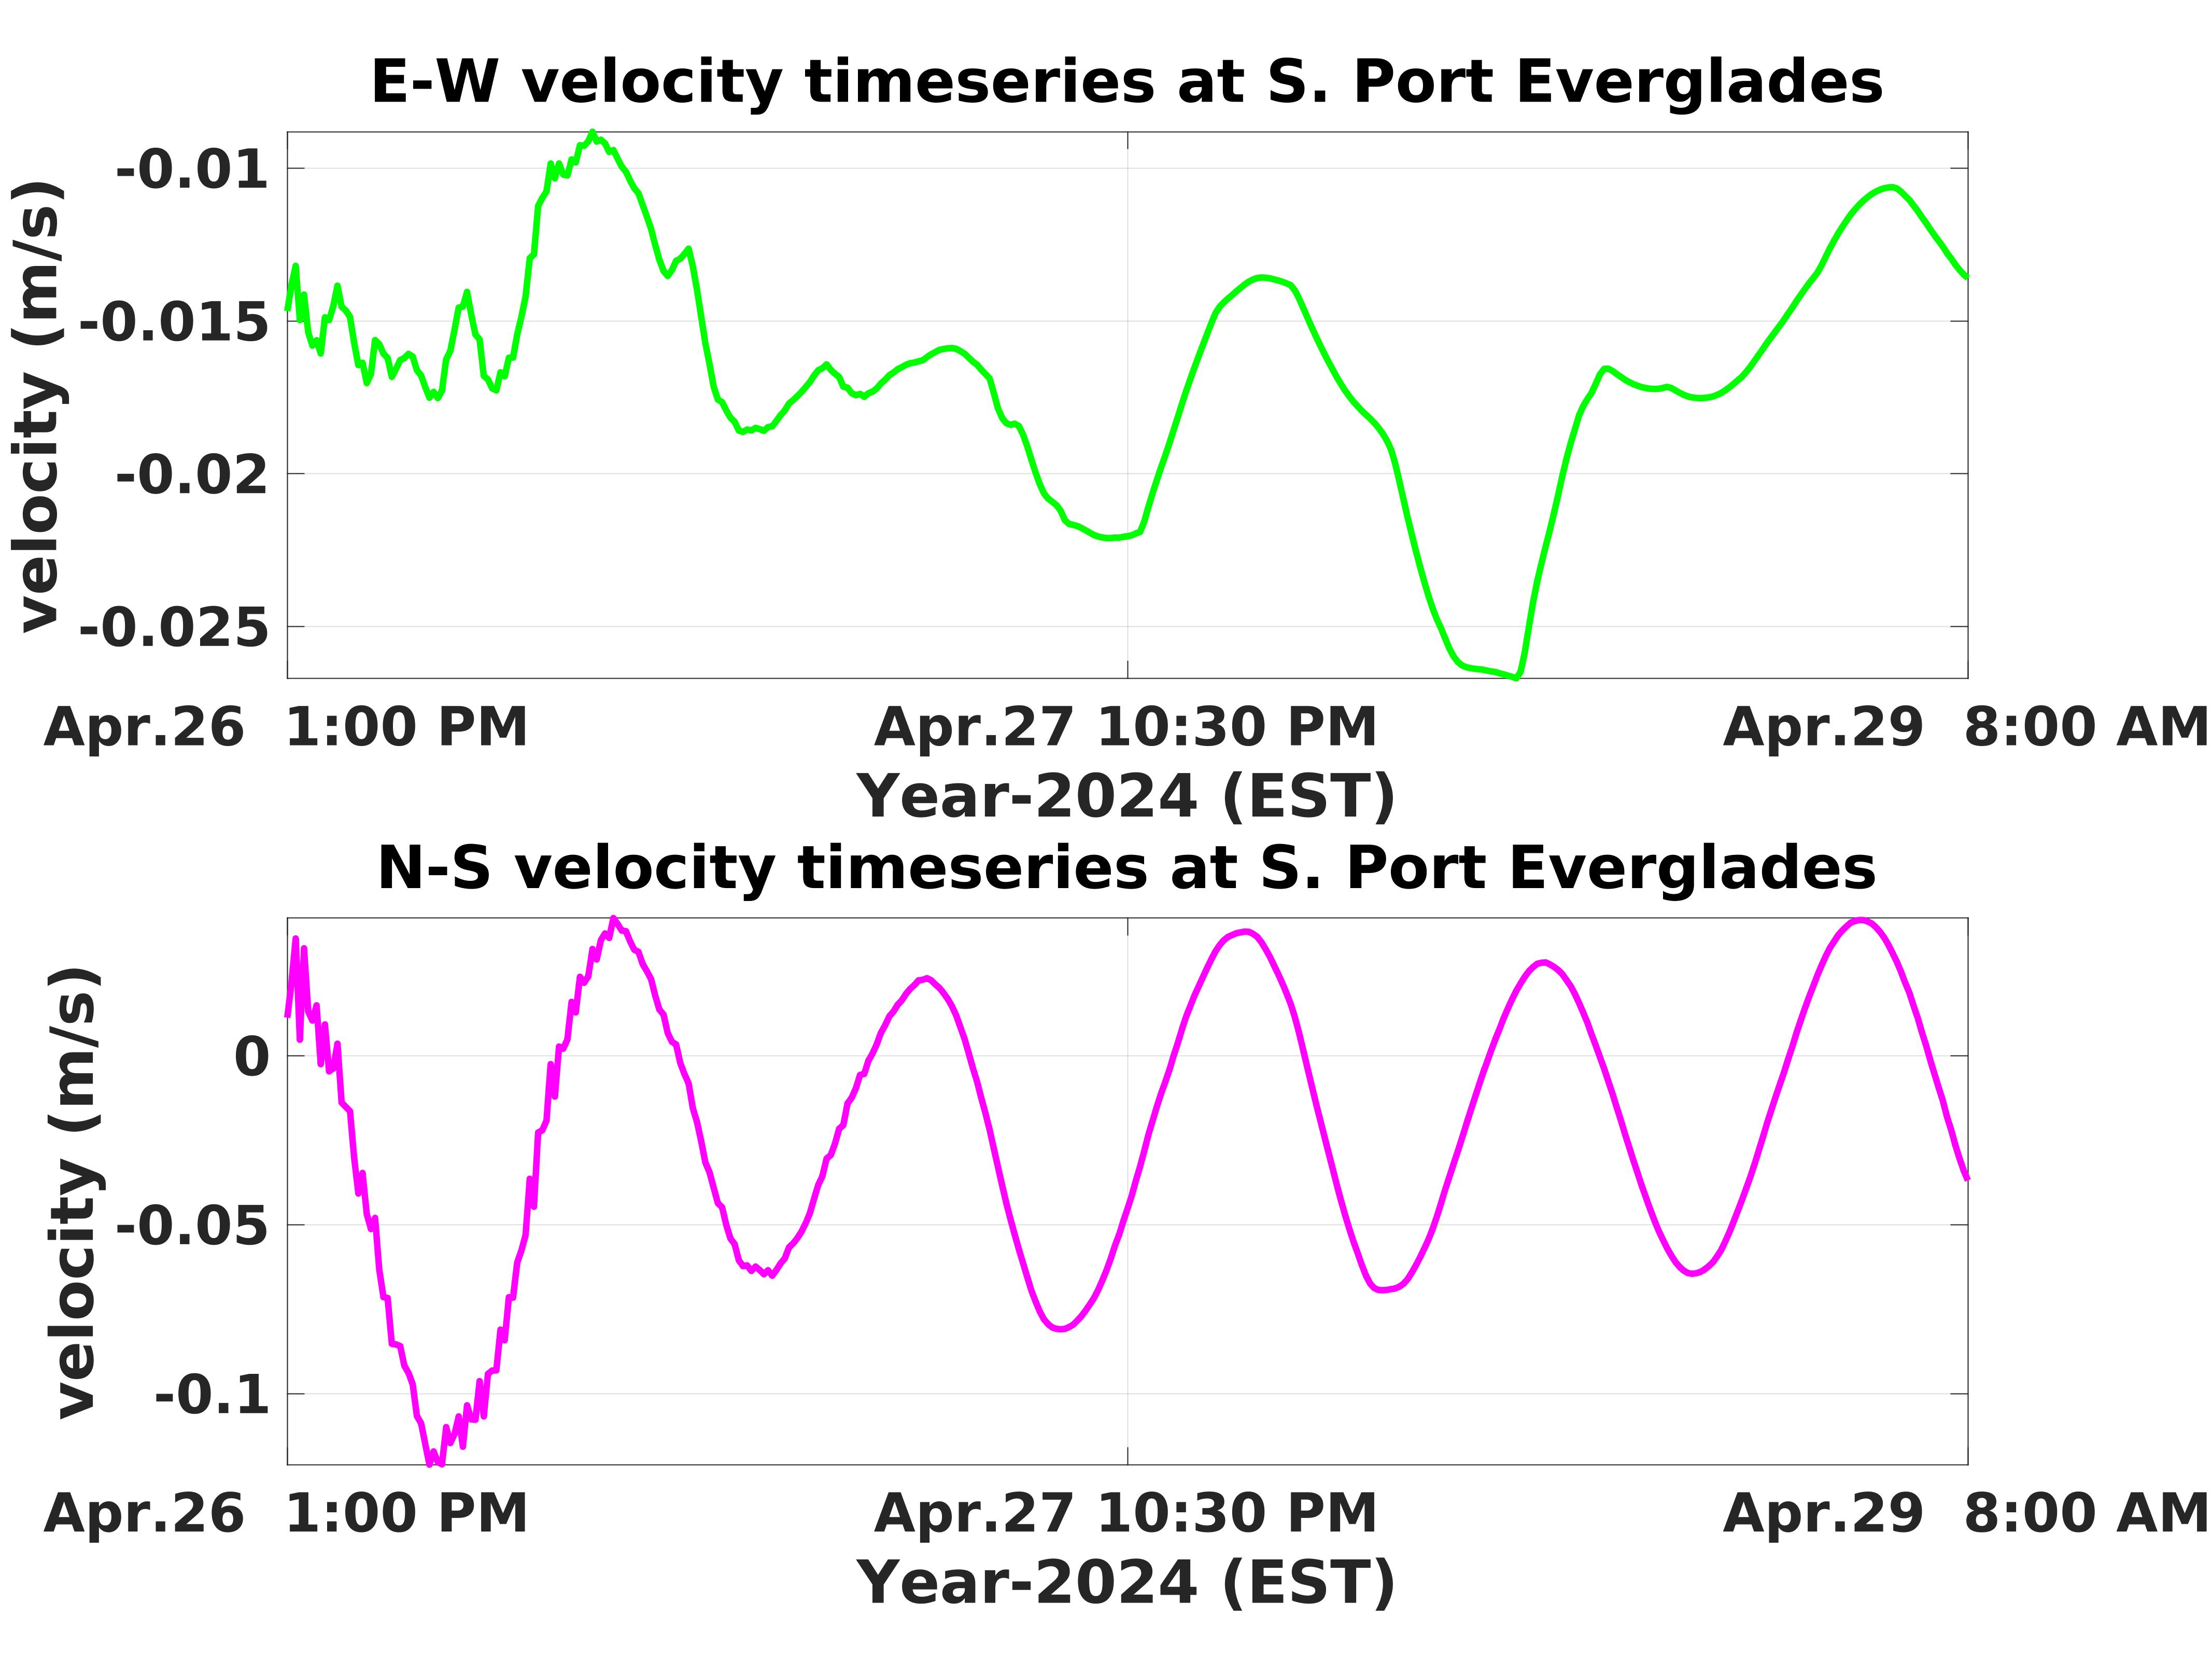 E-W velocity timeseries at S. Port Everglades
velocity (m/s)
-0.01
-0.015
-0.02
-0.025
Apr.26  1:00 PM
Apr.27 10:30 PM
Apr.29  8:00 AM
Year-2024 (EST)
N-S velocity timeseries at S. Port Everglades
velocity (m/s)
0
-0.05
-0.1
Apr.26  1:00 PM
Apr.27 10:30 PM
Apr.29  8:00 AM
Year-2024 (EST)